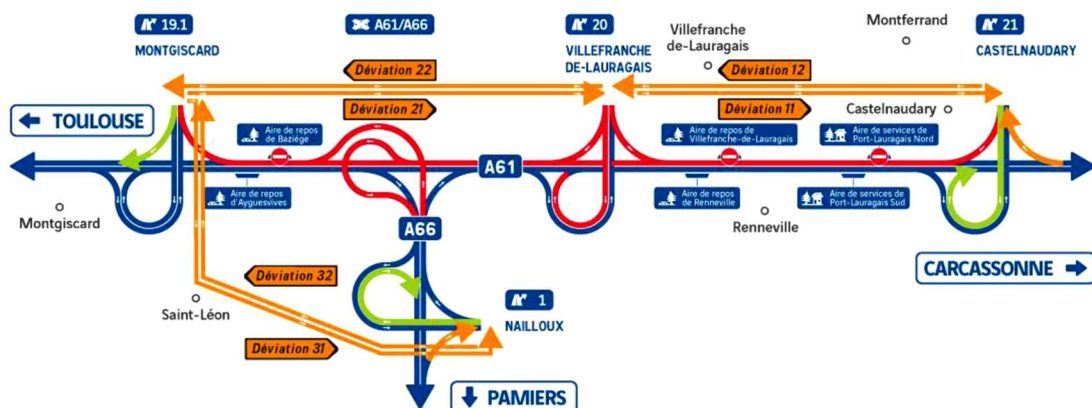 19.1
MONTGISCARD
A61/A66
20
VILLEFRANCHE
DE-LAURAGAIS
Villefranche
de-Lauragais
Montferrand
21
CASTELNAUDARY
Déviation 22
Déviation 12
Déviation 21
Déviation 11
Castelnaudary
TOULOUSE
Aire de repos
de Baziège
Aire de repos de
Villefranche-de-Lauragais
Aire de services de
Port-Lauragais Nord
A61
Aire de repos
d'Ayguesvives
Aire de repos
de Renneville
Aire de services de
Port-Lauragais Sud
Montgiscard
A66
Renneville
Déviation 32
CARCASSONNE
Saint-Léon
1
NAILLOUX
Déviation 31
PAMIERS